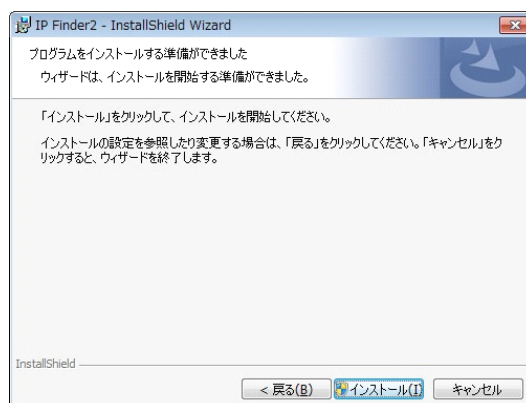 IP Finder2 - InstallShield Wizard
プログラムをインストールする準備ができました
ウィザードは、インストールを開始する準備ができました。
「インストール」をクリックして、インストールを開始してください。
インストールの設定を参照したり変更する場合は、「戻る」をクリックしてください。「キャンセル」をク
リックすると、ウィザードを終了します。
InstallShield
< 戻る(B)
インストール(I)
キャンセル